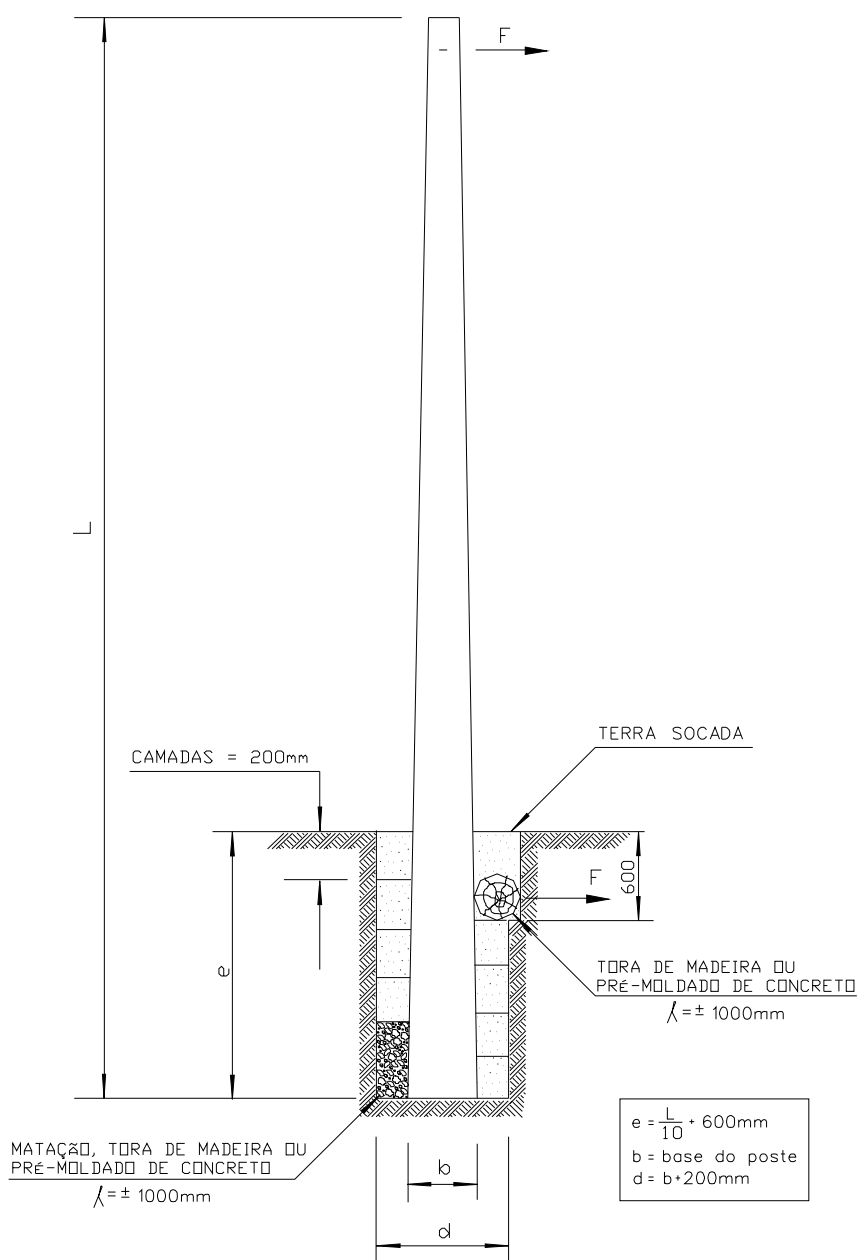 F
L
TERRA SOCADA
CAMADAS = 200mm
600
F
e
TORA DE MADEIRA OU
PRÉ-MOLDADO DE CONCRETO
λ = ± 1000mm
e = L/10 + 600mm
b = base do poste
d = b+200mm
MATAÇÃO, TORA DE MADEIRA OU
PRÉ-MOLDADO DE CONCRETO
λ = ± 1000mm
b
d